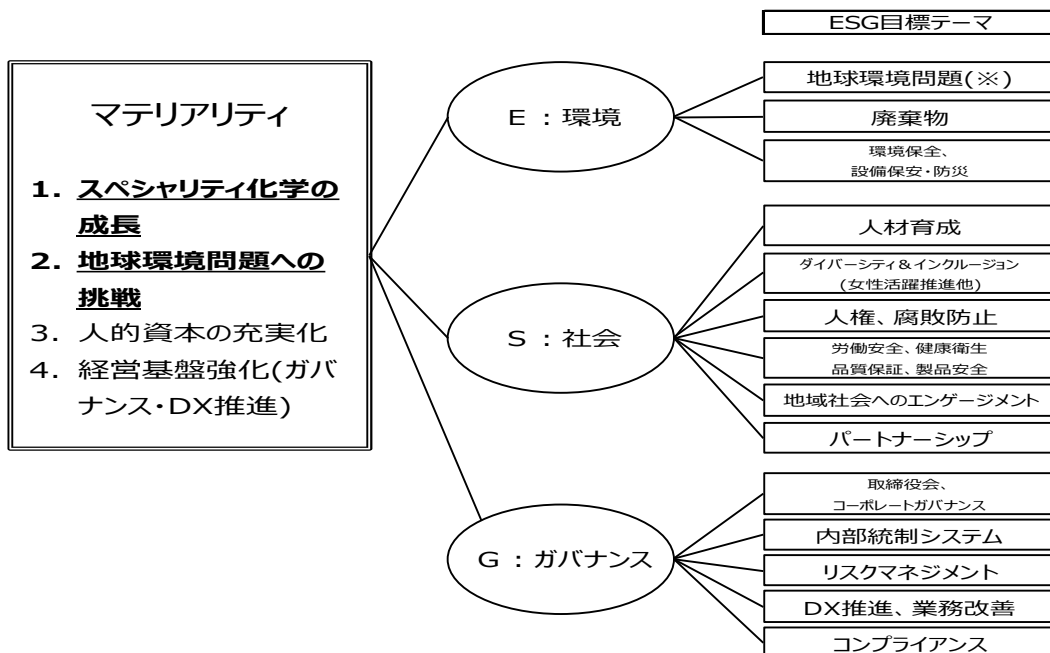 ESG目標テーマ
マテリアリティ
1. スペシャリティ化学の
成長
2. 地球環境問題への
挑戦
3. 人的資本の充実化
4. 経営基盤強化(ガバ
ナンス・DX推進)
E：環境
地球環境問題(※)
廃棄物
環境保全、
設備保安・防災
S：社会
人材育成
ダイバーシティ＆インクルージョン
(女性活躍推進他)
人権、腐敗防止
労働安全、健康衛生
品質保証、製品安全
地域社会へのエンゲージメント
パートナーシップ
G：ガバナンス
取締役会、
コーポレートガバナンス
内部統制システム
リスクマネジメント
DX推進、業務改善
コンプライアンス